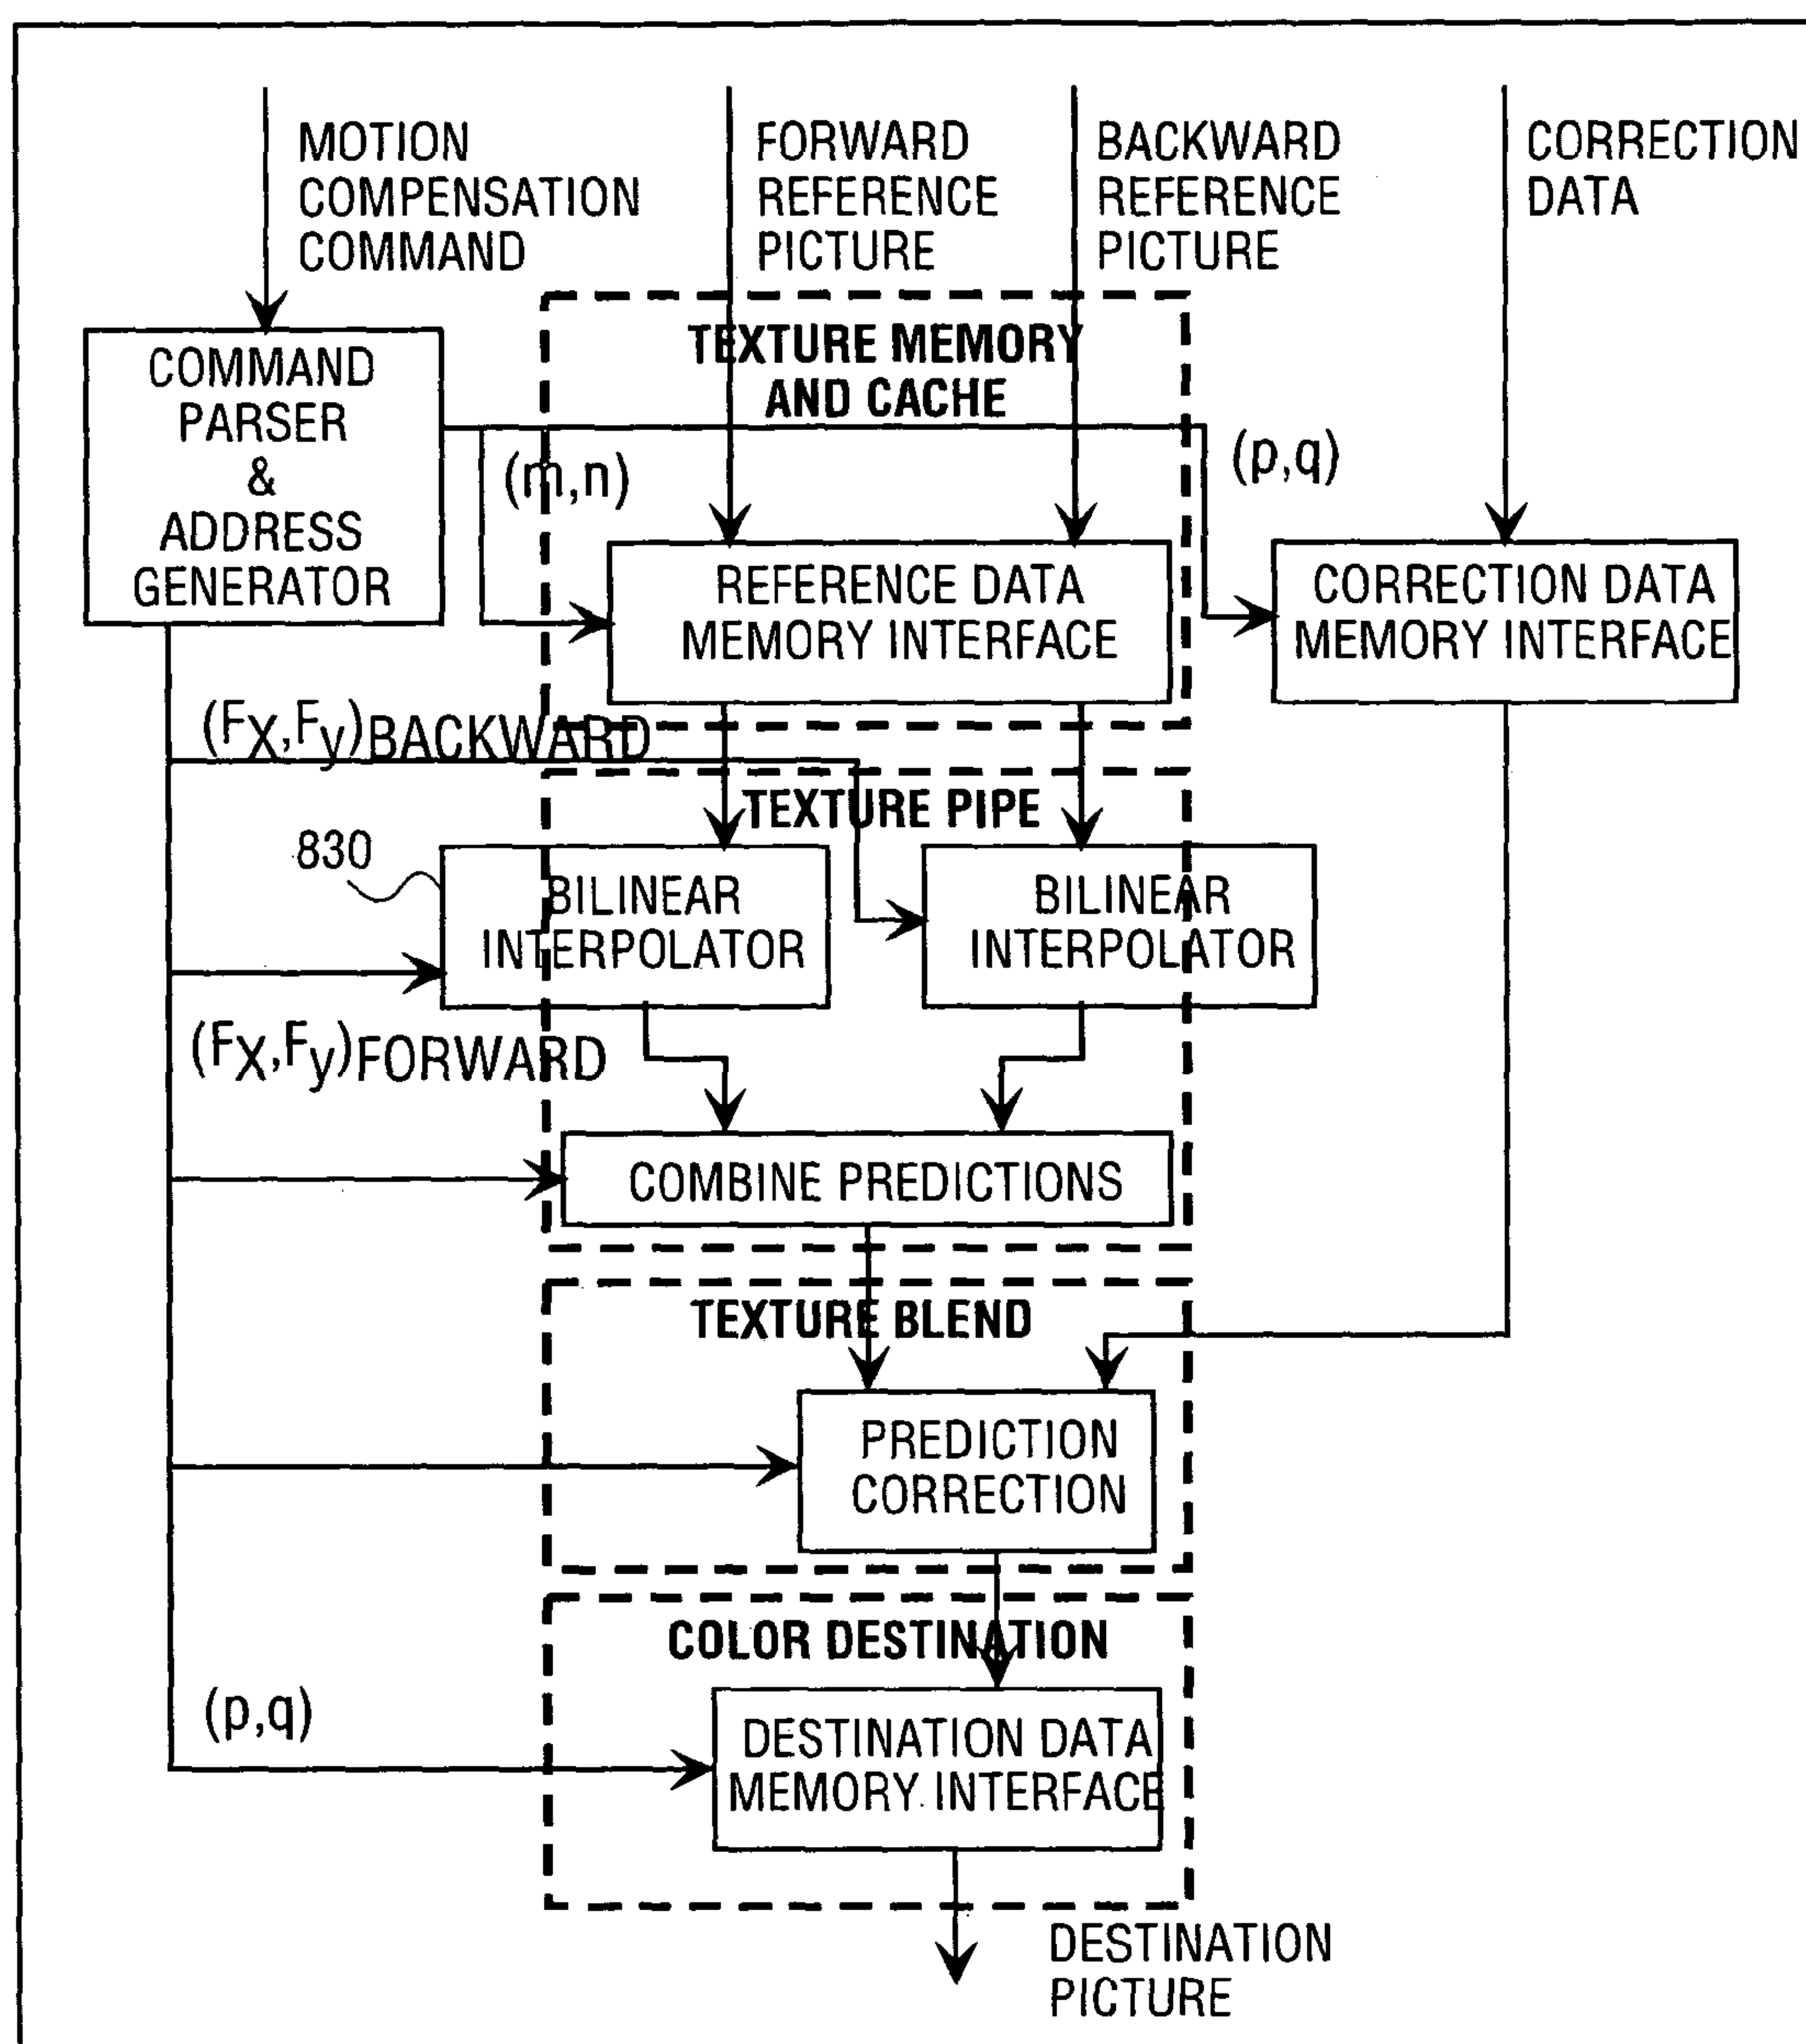 MOTION
COMPENSATION
COMMAND
FORWARD
REFERENCE
PICTURE
BACKWARD
REFERENCE
PICTURE
CORRECTION
DATA
TEXTURE MEMORY
AND CACHE
COMMAND
PARSER
&
ADDRESS
GENERATOR
(m,n)
(p,q)
REFERENCE DATA
MEMORY INTERFACE
CORRECTION DATA
MEMORY INTERFACE
(FX,Fy)BACKWARD
TEXTURE PIPE
830
BILINEAR
INTERPOLATOR
BILINEAR
INTERPOLATOR
(FX,Fy)FORWARD
COMBINE PREDICTIONS
TEXTURE BLEND
PREDICTION
CORRECTION
COLOR DESTINATION
(p,q)
DESTINATION DATA
MEMORY INTERFACE
DESTINATION
PICTURE